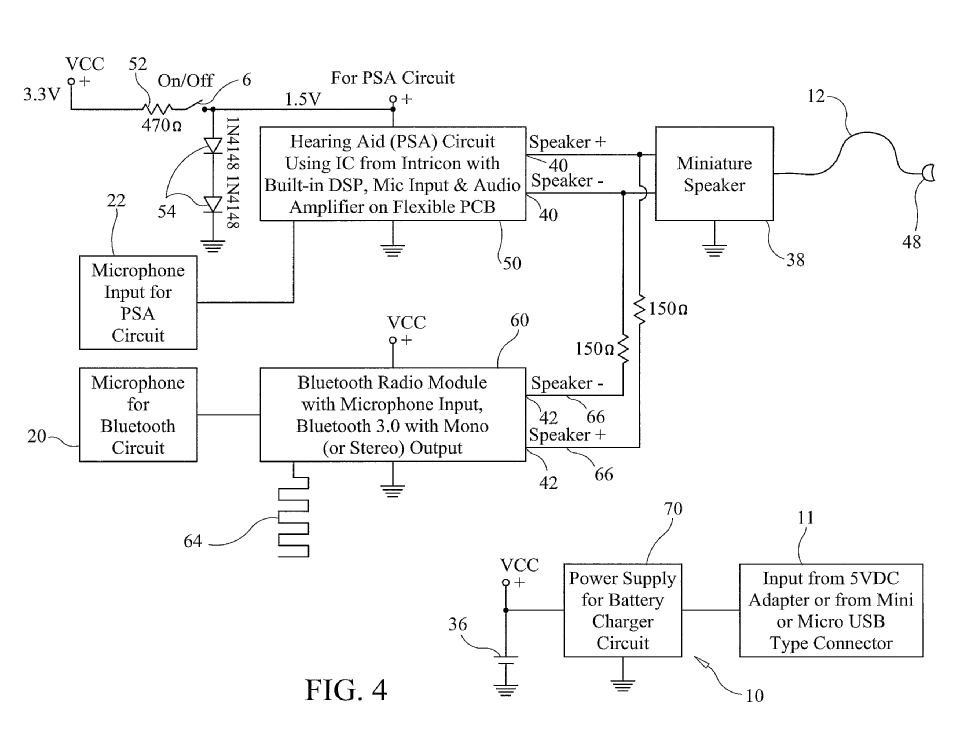 VCC
+
3.3V
52
470Ω
On/Off
6
1.5V
For PSA Circuit
+
1N4148
1N4148
54
Hearing Aid (PSA) Circuit
Using IC from Intricon with
Built-in DSP, Mic Input & Audio
Amplifier on Flexible PCB
50
Speaker +
40
Speaker -
40
Miniature
Speaker
38
12
48
22
Microphone
Input for
PSA
Circuit
150Ω
150Ω
VCC
+
60
Microphone
for
Bluetooth
Circuit
20
Bluetooth Radio Module
with Microphone Input,
Bluetooth 3.0 with Mono
(or Stereo) Output
Speaker -
42
66
Speaker +
42
66
64
VCC
+
36
70
Power Supply
for Battery
Charger
Circuit
11
Input from 5VDC
Adapter or from Mini
or Micro USB
Type Connector
10
FIG. 4